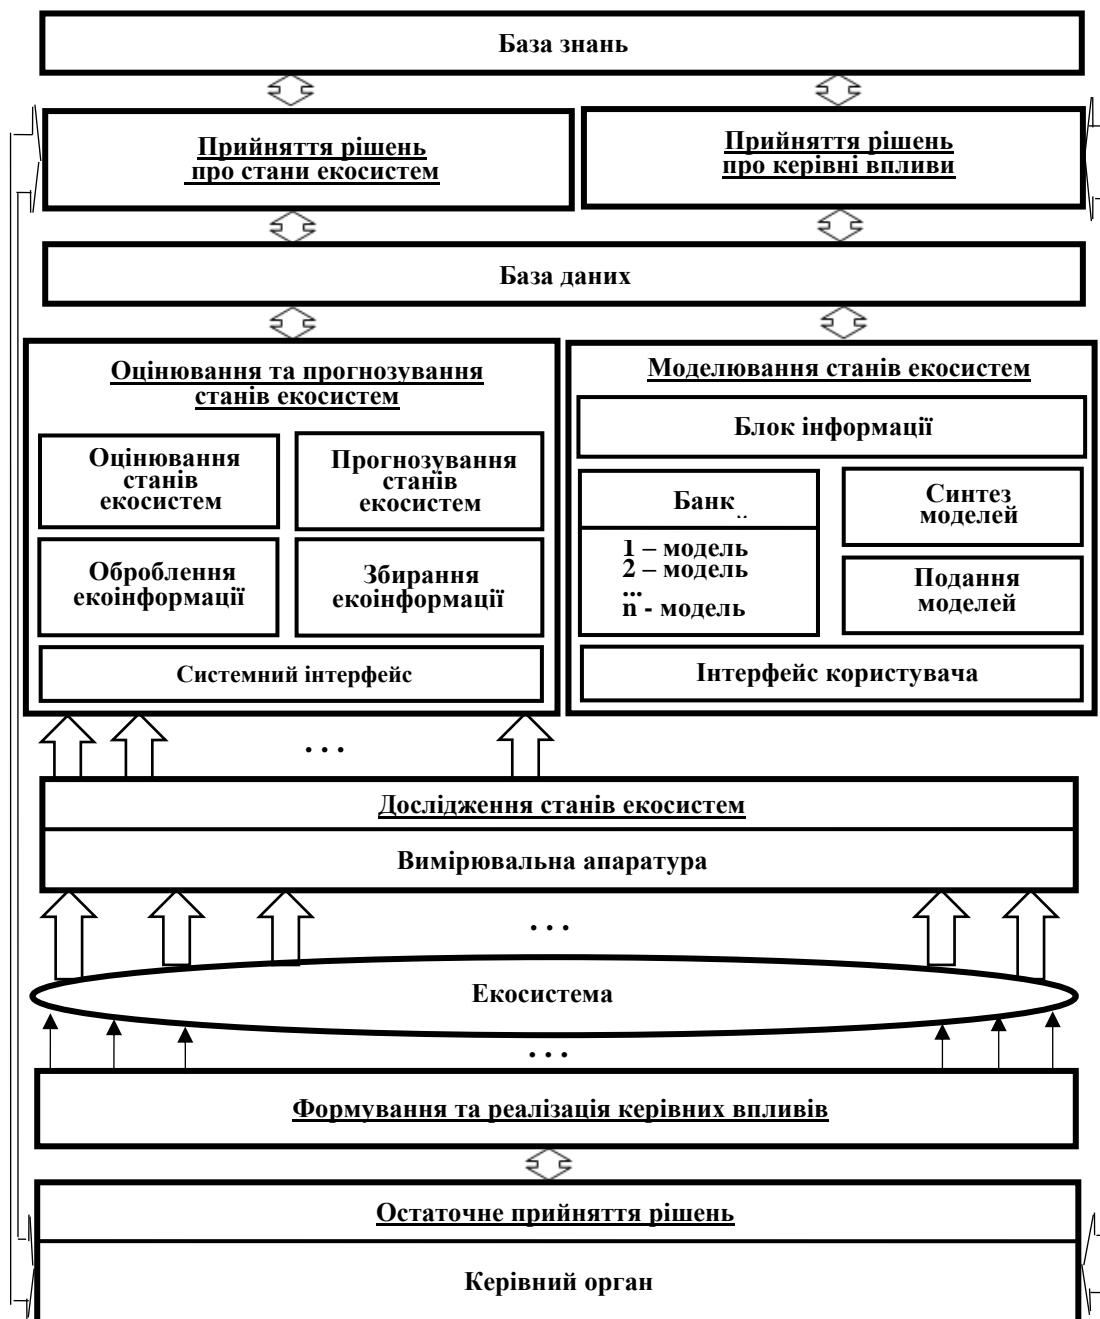 База знань
Прийняття рішень
про стани екосистем
Прийняття рішень
про керівні впливи
База даних
Оцінювання та прогнозування
станів екосистем
Оцінювання
станів
екосистем
Прогнозування
станів
екосистем
Оброблення
екоінформації
Збирання
екоінформації
Системний інтерфейс
Моделювання станів екосистем
Блок інформації
Банк
1 – модель
2 – модель
...
n - модель
Синтез
моделей
Подання
моделей
Інтерфейс користувача
. . .
Дослідження станів екосистем
Вимірювальна апаратура
. . .
Екосистема
. . .
Формування та реалізація керівних впливів
Остаточне прийняття рішень
Керівний орган